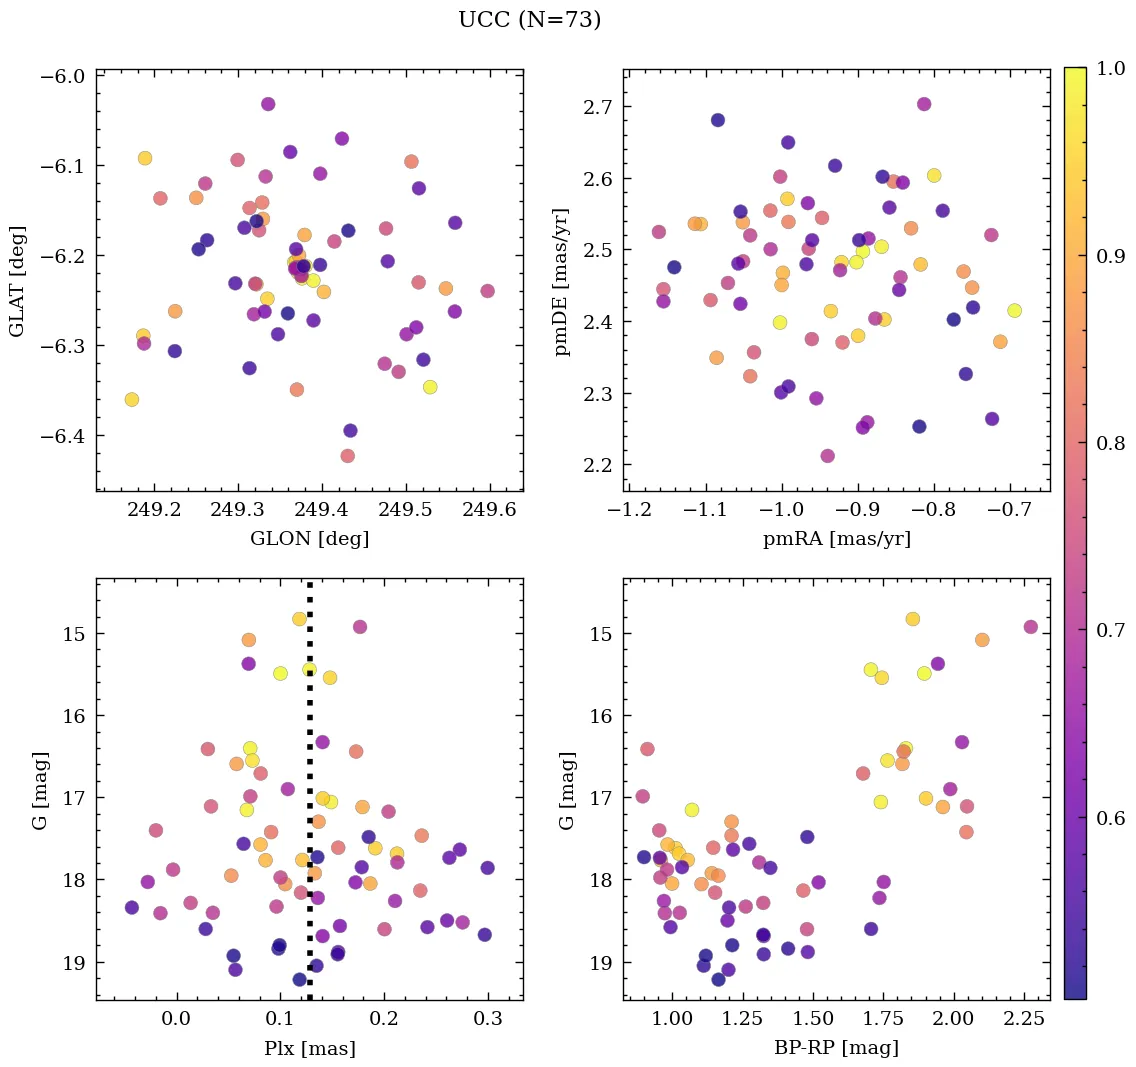 UCC (N=73)
−6.0
−6.1
−6.2
−6.3
−6.4
GLAT [deg]
249.2 249.3 249.4 249.5 249.6
GLON [deg]
2.7
2.6
2.5
2.4
2.3
2.2
pmDE [mas/yr]
−1.2 −1.1 −1.0 −0.9 −0.8 −0.7
pmRA [mas/yr]
15
16
17
18
19
G [mag]
0.0 0.1 0.2 0.3
Plx [mas]
15
16
17
18
19
G [mag]
1.00 1.25 1.50 1.75 2.00 2.25
BP-RP [mag]
1.0
0.9
0.8
0.7
0.6